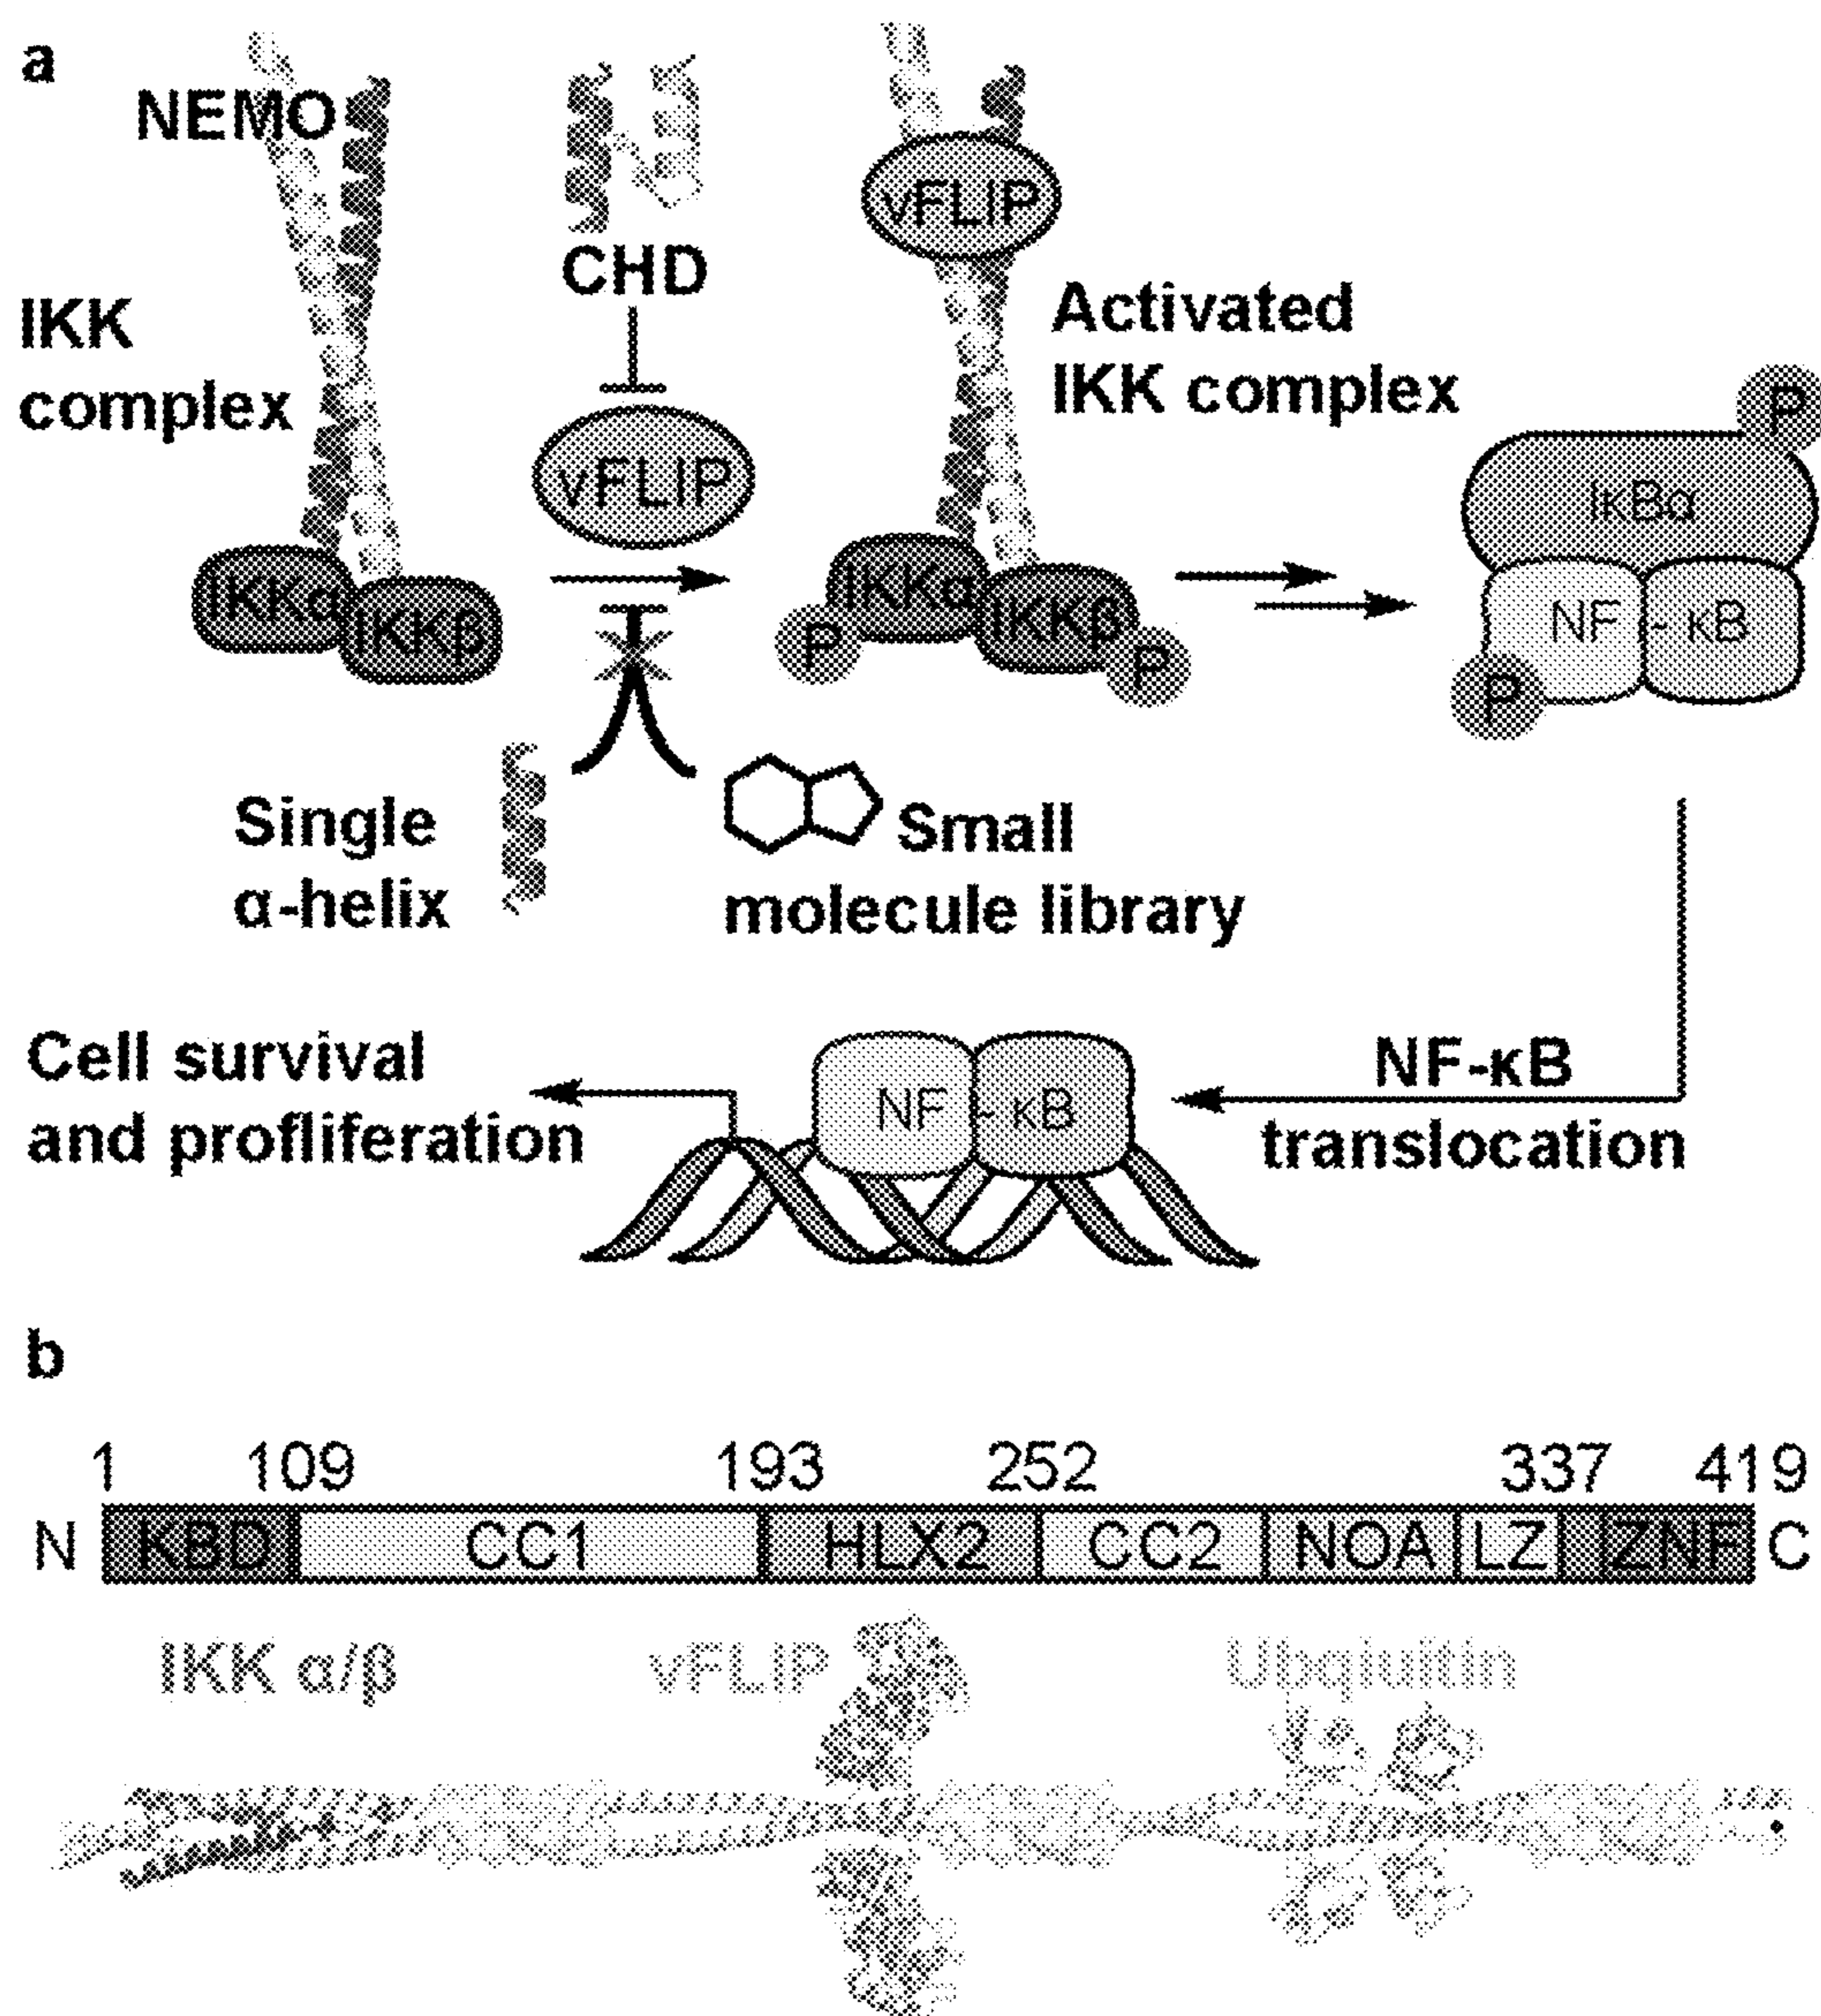 a
NEMO
CHD
vFLIP
IKK
complex
Activated
IKK complex
vFLIP
P
IκBα
IKKα
IKKβ
IKKα
IKKβ
P
P
NF - κB
P
Single
α-helix
Small
molecule library
Cell survival
and profliferation
NF - κB
NF-κB
translocation
b
1 109 193 252 337 419
N KBD CC1 HLX2 CC2 NOA LZ ZNF C
IKK α/β vFLIP Ubqiuitin